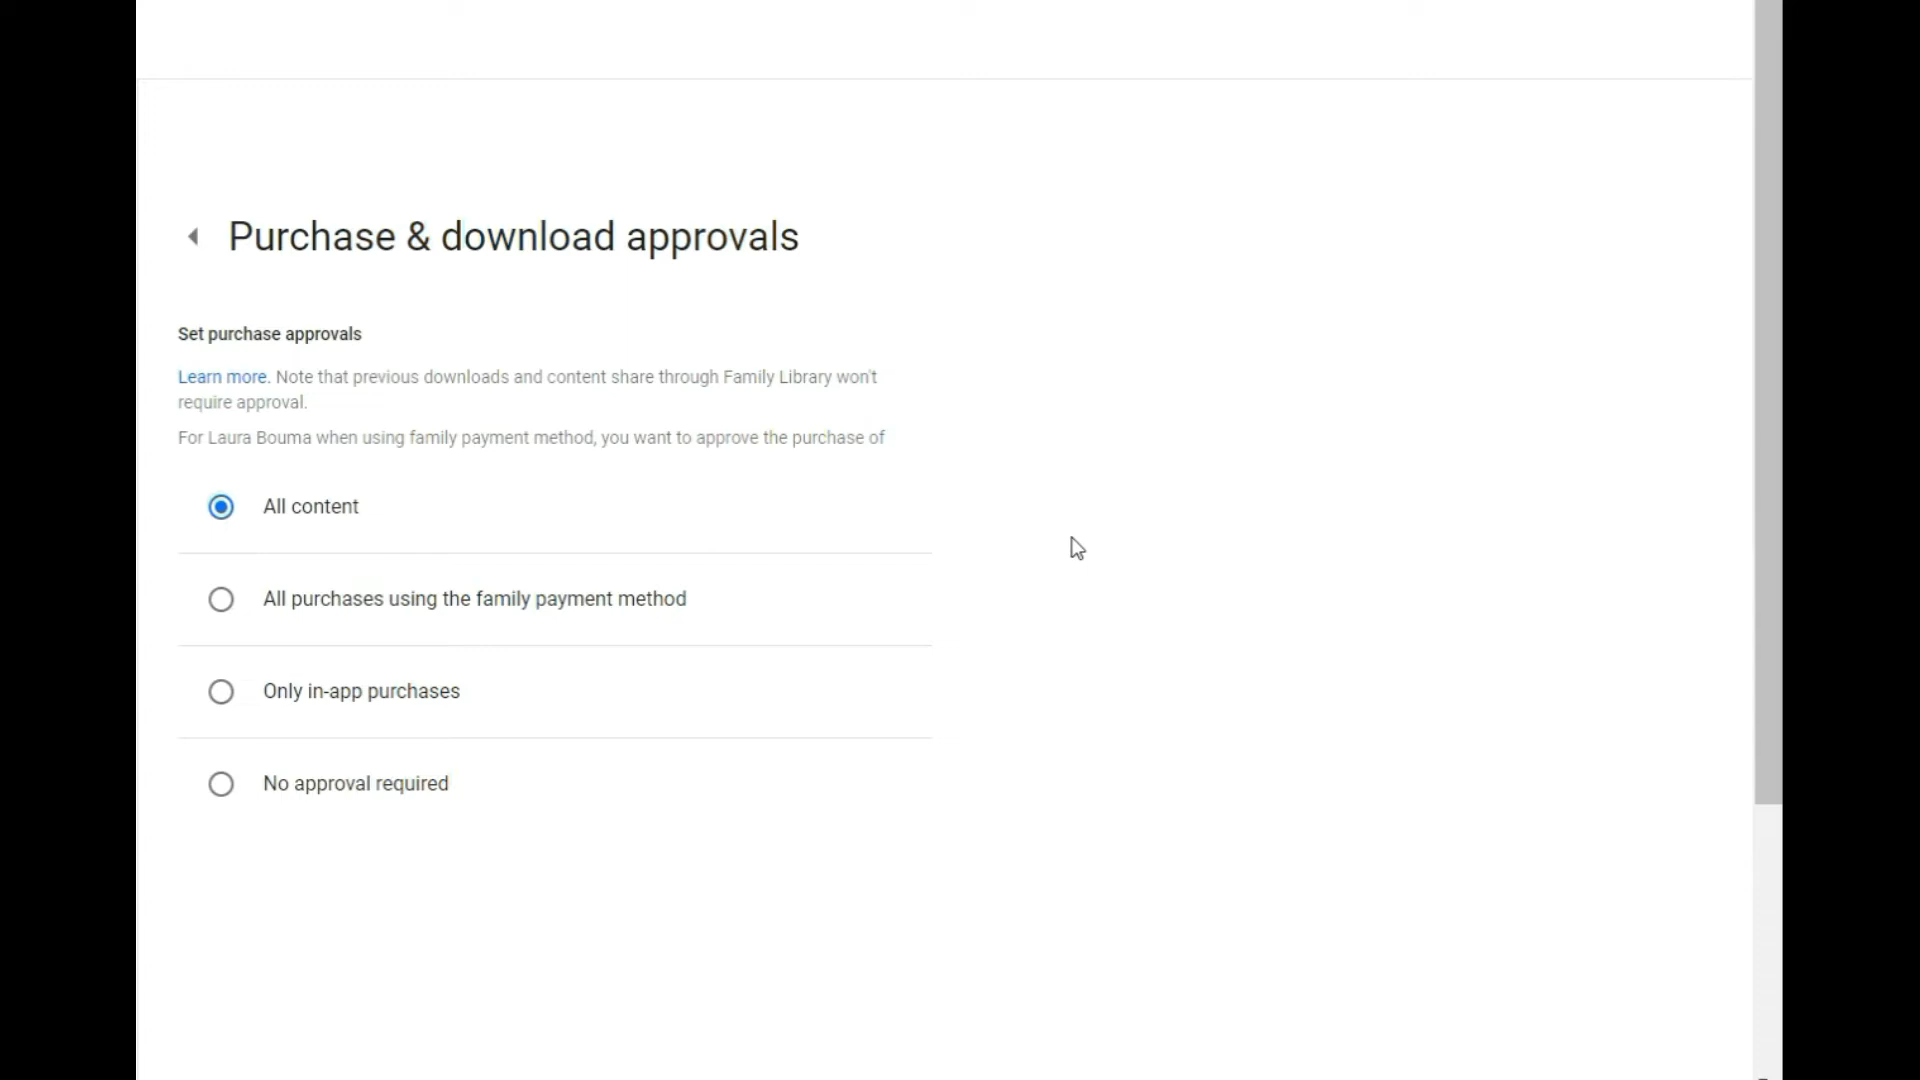 Purchase & download approvals
Set purchase approvals
Learn more. Note that previous downloads and content share through Family Library won't
require approval.
For Laura Bouma when using family payment method, you want to approve the purchase of
All content
All purchases using the family payment method
Only in-app purchases
No approval required